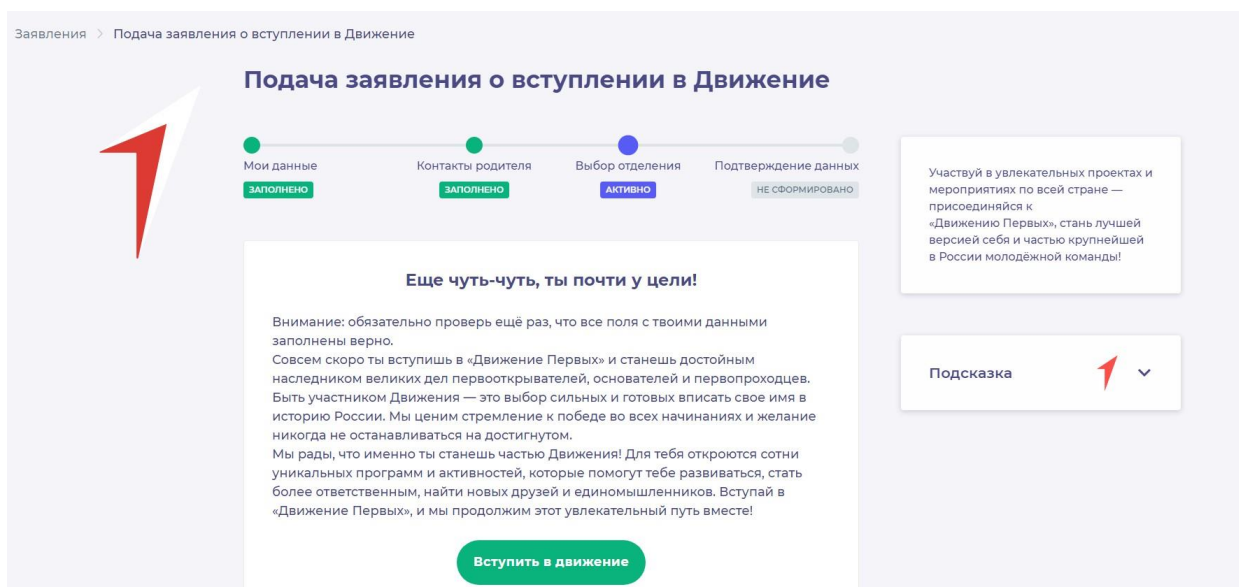 Заявления > Подача заявления о вступлении в Движение
Подача заявления о вступлении в Движение
Мои данные
ЗАПОЛНЕНО
Контакты родителя
ЗАПОЛНЕНО
Выбор отделения
АКТИВНО
Подтверждение данных
НЕ СФОРМИРОВАНО
Еще чуть-чуть, ты почти у цели!
Внимание: обязательно проверь ещё раз, что все поля с твоими данными
заполнены верно.
Совсем скоро ты вступишь в «Движение Первых» и станешь достойным
наследником великих дел первооткрывателей, основателей и первопроходцев.
Быть участником Движения — это выбор сильных и готовых вписать свое имя в
историю России. Мы ценим стремление к победе во всех начинаниях и желание
никогда не останавливаться на достигнутом.
Мы рады, что именно ты станешь частью Движения! Для тебя откроются сотни
уникальных программ и активностей, которые помогут тебе развиваться, стать
более ответственным, найти новых друзей и единомышленников. Вступай в
«Движение Первых», и мы продолжим этот увлекательный путь вместе!
Вступить в движение
Участвуй в увлекательных проектах и
мероприятиях по всей стране —
присоединяйся к
«Движению Первых», стань лучшей
версией себя и частью крупнейшей
в России молодёжной команды!
Подсказка